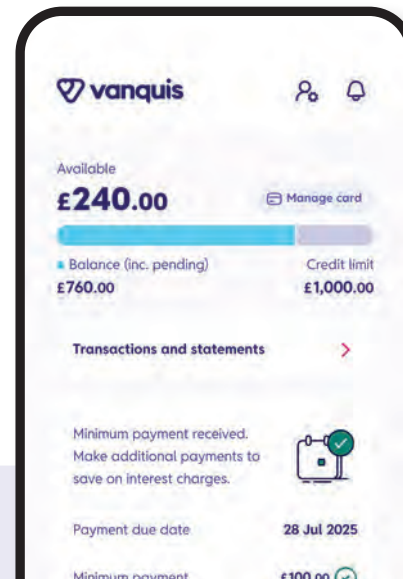 vanquis
Available
£240.00
Manage card
Balance (inc. pending)
Credit limit
£760.00
£1,000.00
Transactions and statements
Minimum payment received.
Make additional payments to
save on interest charges.
Payment due date
28 Jul 2025
Minimum payment
£100.00